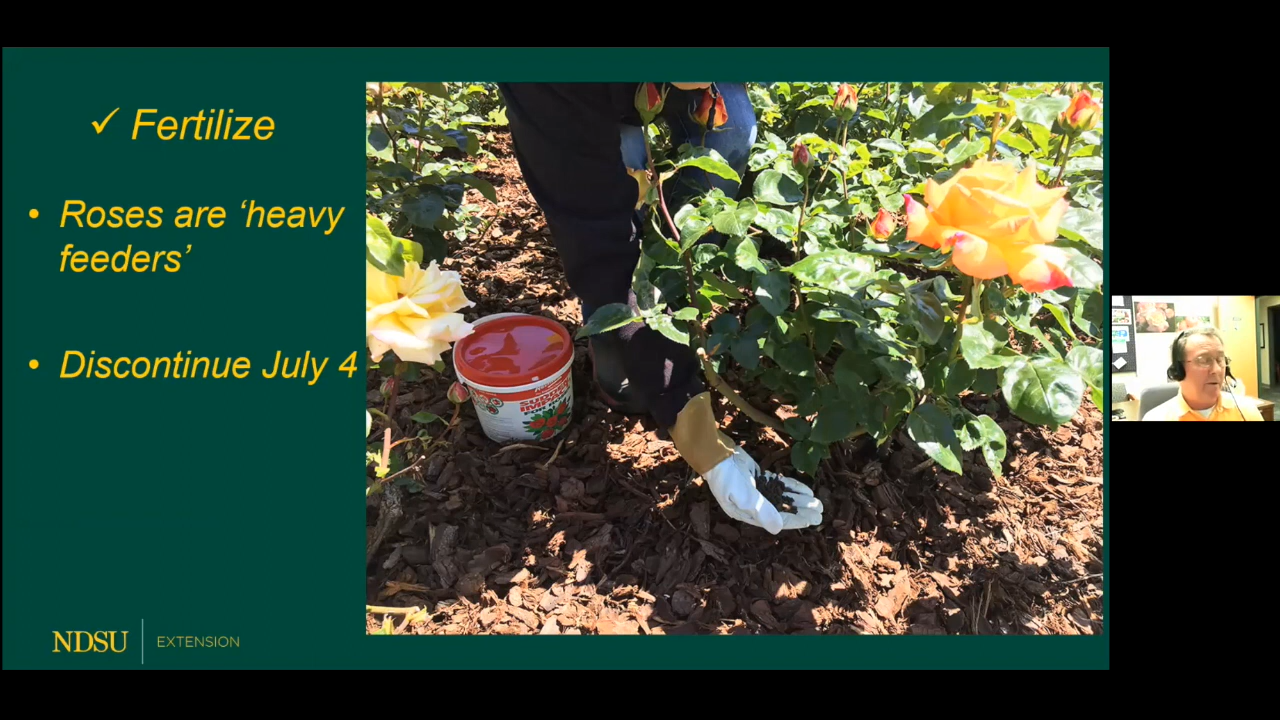 ✓ Fertilize
• Roses are ‘heavy
feeders’
• Discontinue July 4
NDSU EXTENSION